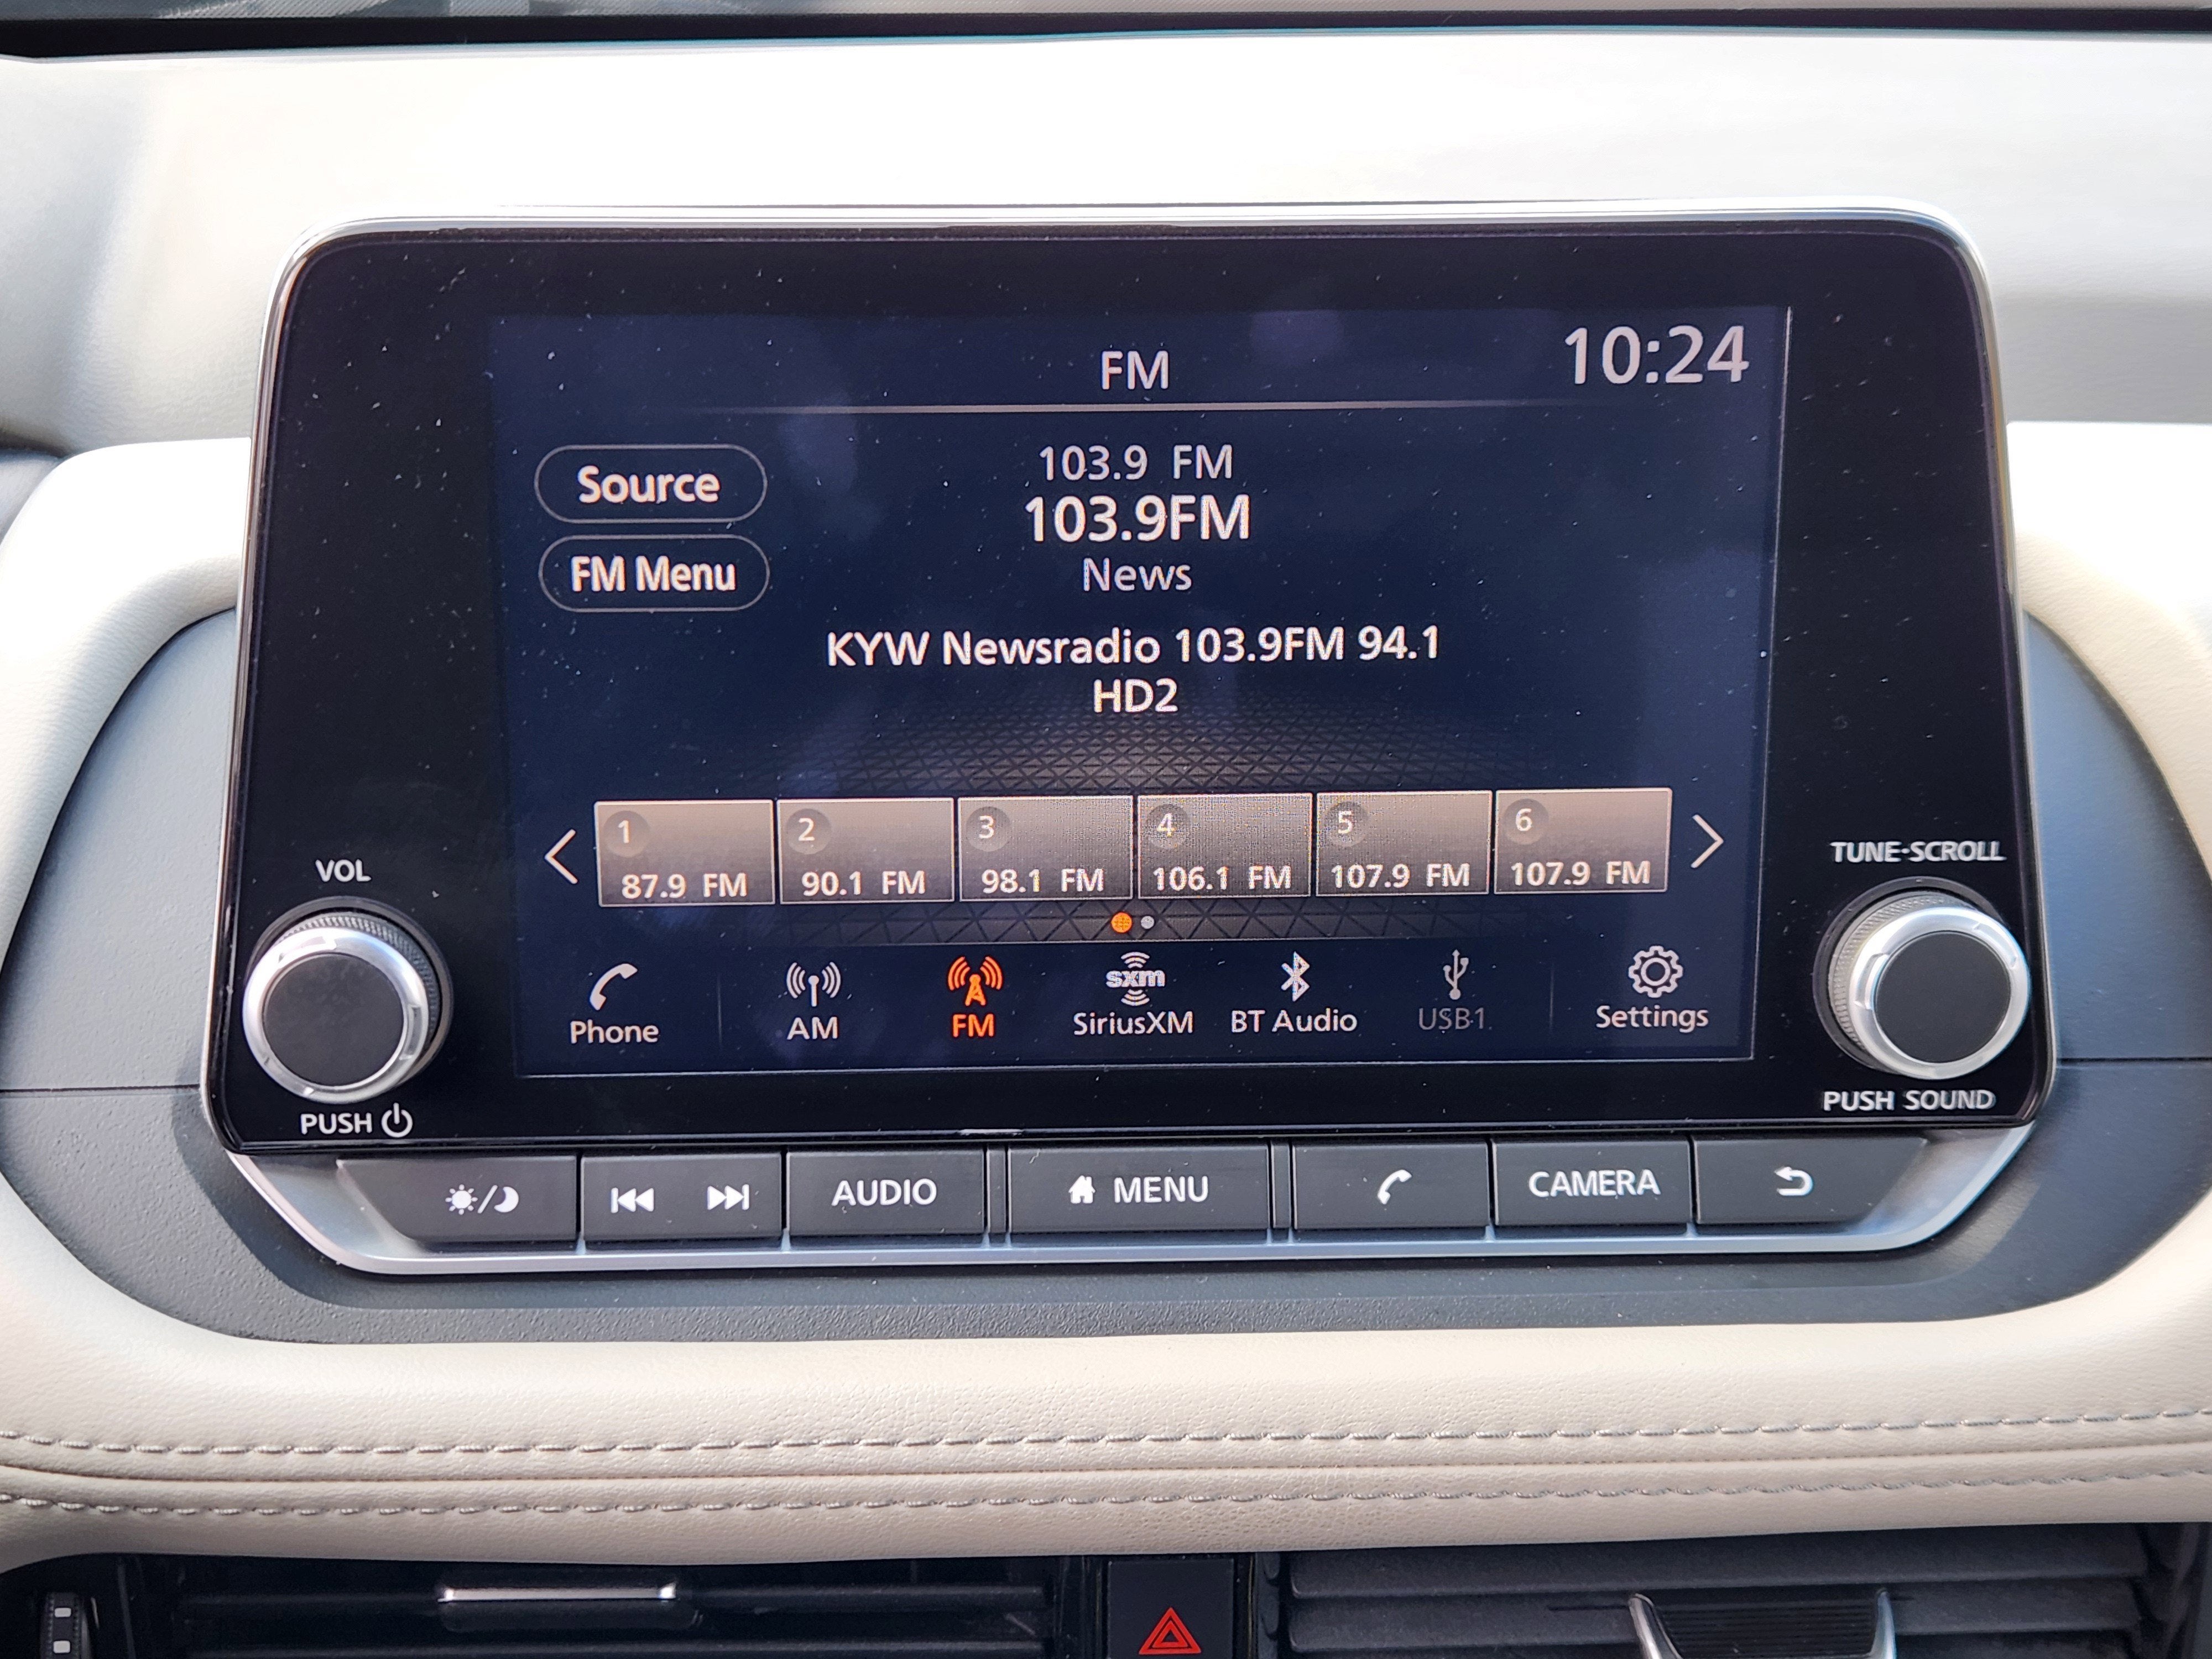 FM
10:24
Source
103.9 FM
103.9FM
FM Menu
News
KYW Newsradio 103.9FM 94.1
HD2
1 2 3 4 5 6
87.9 FM 90.1 FM 98.1 FM 106.1 FM 107.9 FM 107.9 FM
VOL
TUNE·SCROLL
sxm
Phone AM FM SiriusXM BT Audio USB1 Settings
PUSH
PUSH SOUND
AUDIO MENU CAMERA